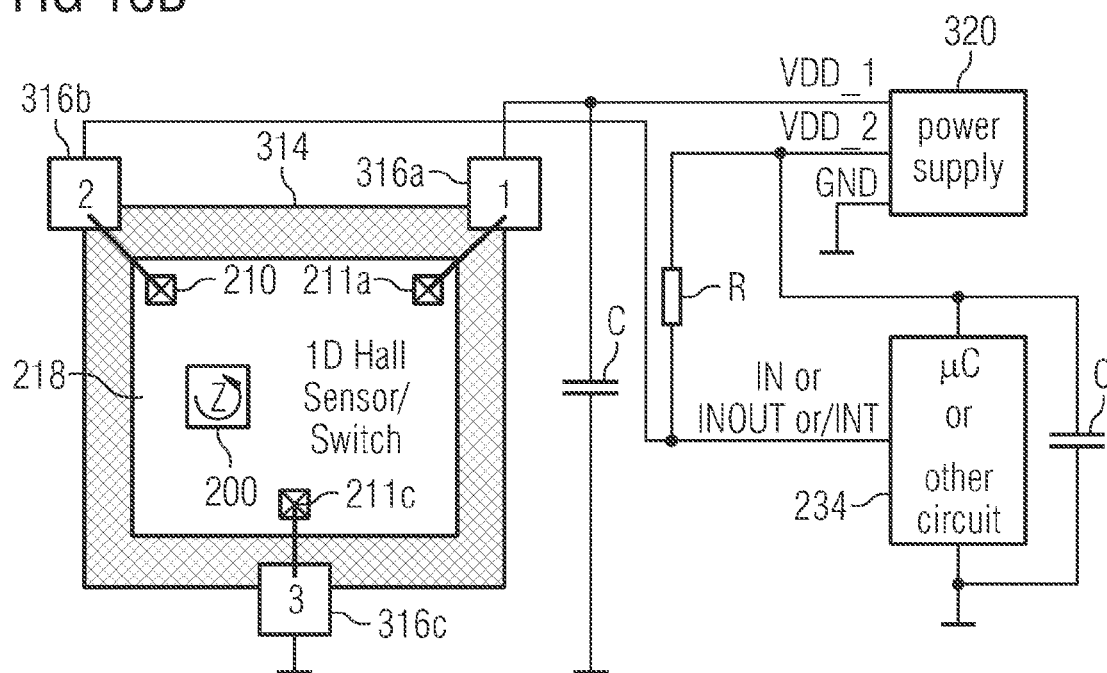 320
VDD_1
316b
VDD_2
power
supply
314
316a
GND
2
1
210
211a
R
C
1D Hall
Sensor/
Switch
218
Z
IN or
INOUT or/INT
µC
or
other
circuit
200
211c
234
3
316c